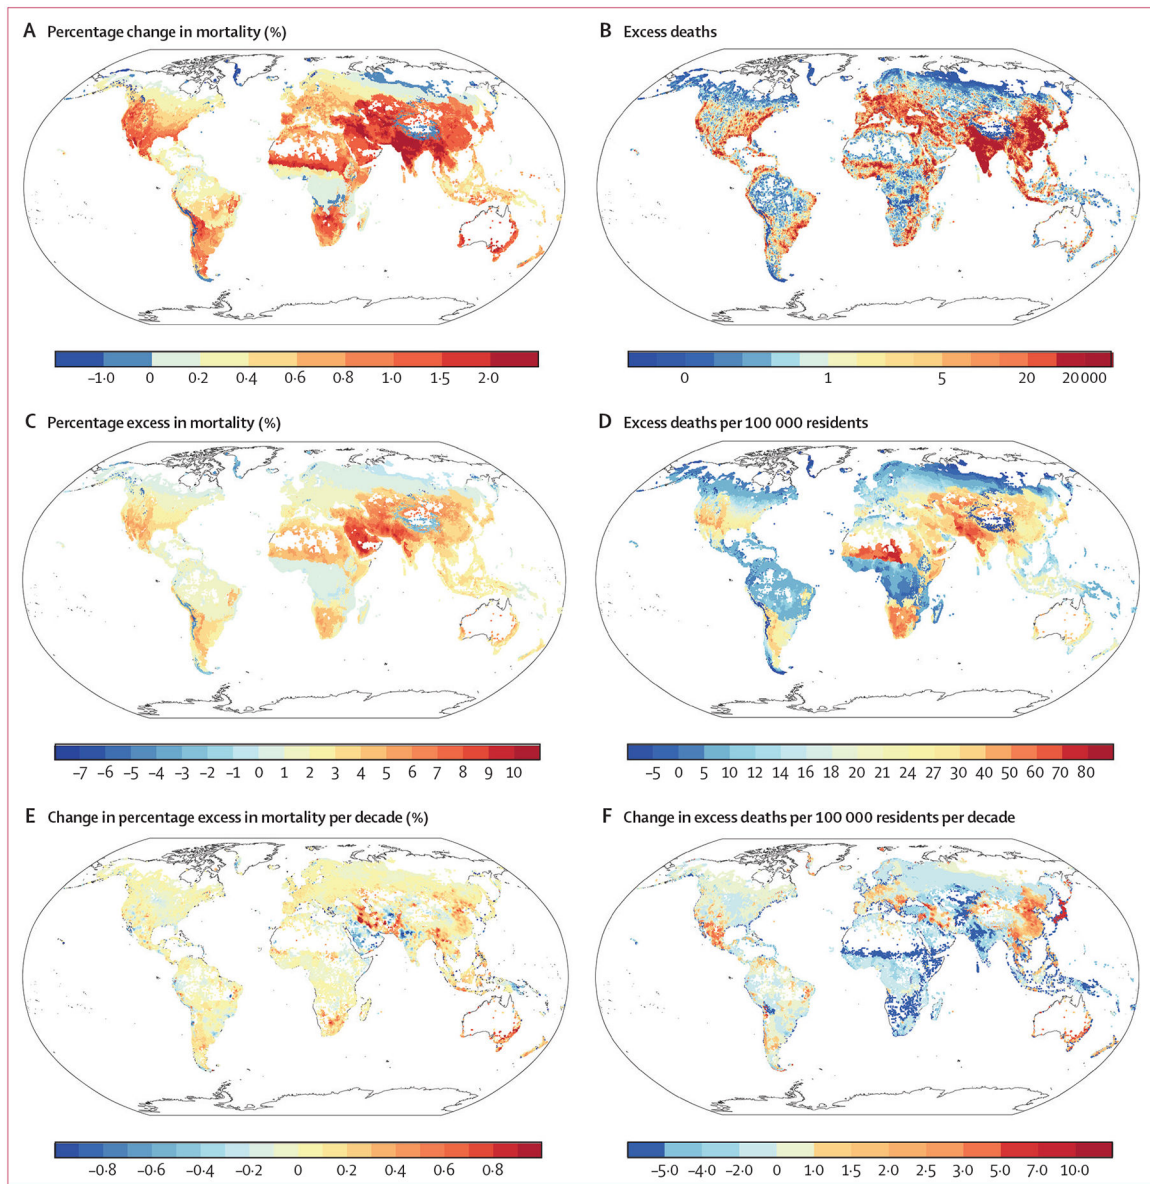 A Percentage change in mortality (%)
B Excess deaths
–1·0 0 0·2 0·4 0·6 0·8 1·0 1·5 2·0
0 1 5 20 20 000
C Percentage excess in mortality (%)
D Excess deaths per 100 000 residents
–7 –6 –5 –4 –3 –2 –1 0 1 2 3 4 5 6 7 8 9 10
–5 0 5 10 12 14 16 18 20 21 24 27 30 40 50 60 70 80
E Change in percentage excess in mortality per decade (%)
F Change in excess deaths per 100 000 residents per decade
–0·8 –0·6 –0·4 –0·2 0 0·2 0·4 0·6 0·8
–5·0 –4·0 –2·0 0 1·0 1·5 2·0 2·5 3·0 5·0 7·0 10·0